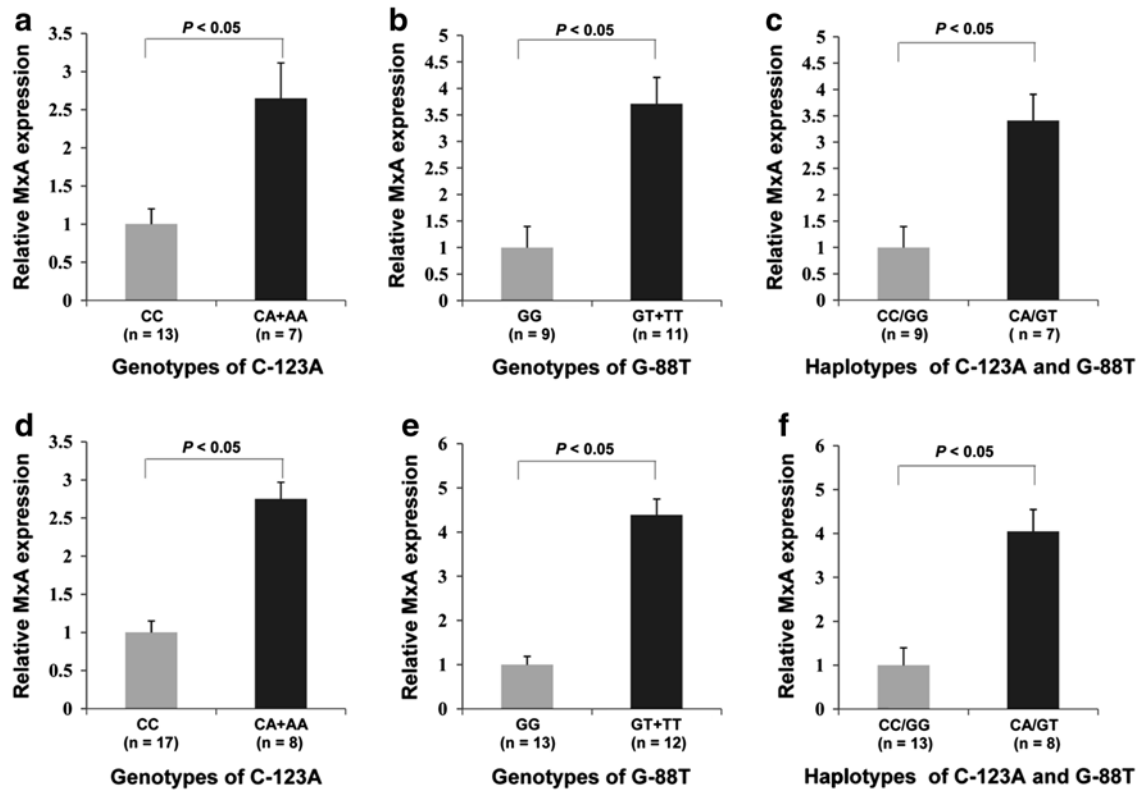 a
P < 0.05
Relative MxA expression
3.5
3
2.5
2
1.5
1
0.5
0
CC
(n = 13)
CA+AA
(n = 7)
Genotypes of C-123A
b
P < 0.05
Relative MxA expression
5
4.5
4
3.5
3
2.5
2
1.5
1
0.5
0
GG
(n = 9)
GT+TT
(n = 11)
Genotypes of G-88T
c
P < 0.05
Relative MxA expression
5
4.5
4
3.5
3
2.5
2
1.5
1
0.5
0
CC/GG
(n = 9)
CA/GT
( n = 7)
Haplotypes of C-123A and G-88T
d
P < 0.05
Relative MxA expression
3.5
3
2.5
2
1.5
1
0.5
0
CC
(n = 17)
CA+AA
(n = 8)
Genotypes of C-123A
e
P < 0.05
Relative MxA expression
6
5
4
3
2
1
0
GG
(n = 13)
GT+TT
(n = 12)
Genotypes of G-88T
f
P < 0.05
Relative MxA expression
6
5
4
3
2
1
0
CC/GG
(n = 13)
CA/GT
(n = 8)
Haplotypes of C-123A and G-88T